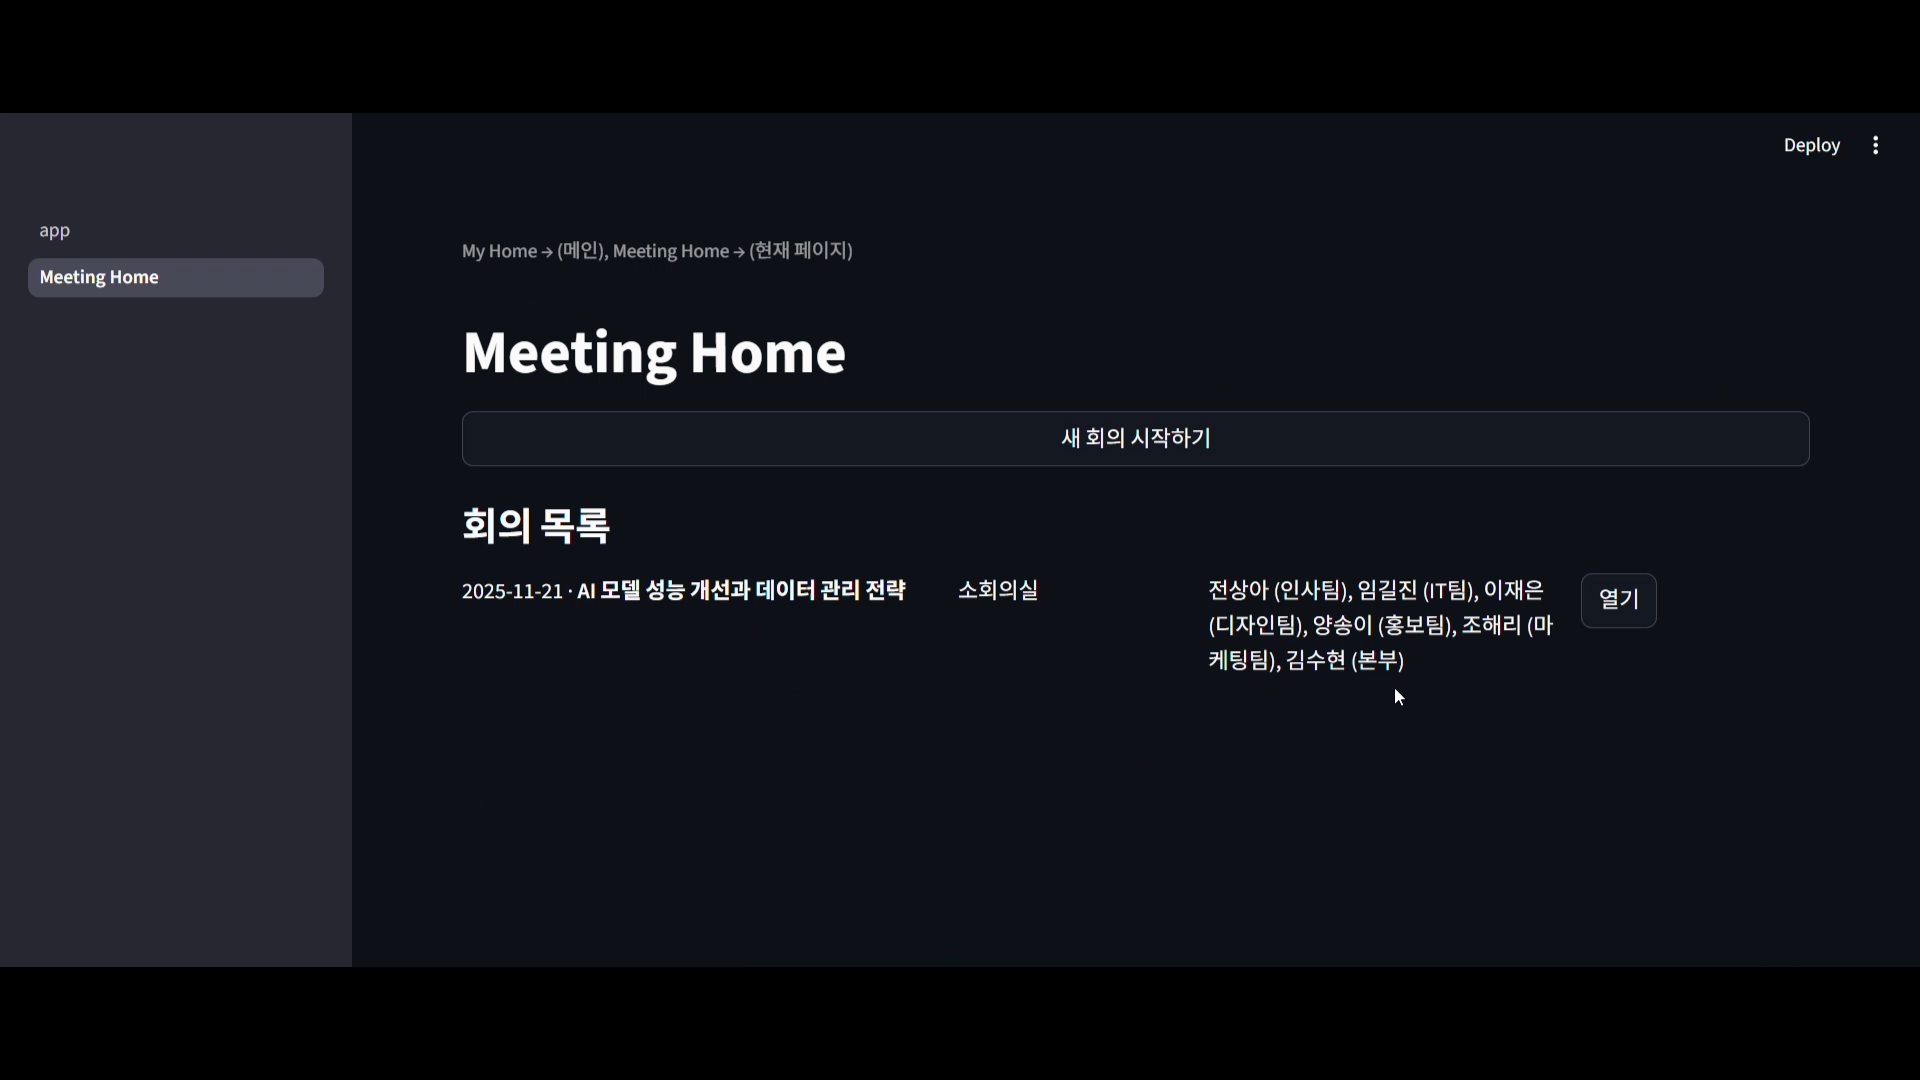 Deploy
app
Meeting Home
My Home → (메인), Meeting Home → (현재 페이지)
Meeting Home
새 회의 시작하기
회의 목록
2025-11-21 · AI 모델 성능 개선과 데이터 관리 전략
소회의실
전상아 (인사팀), 임길진 (IT팀), 이재은
(디자인팀), 양송이 (홍보팀), 조해리 (마
케팅팀), 김수현 (본부)
열기